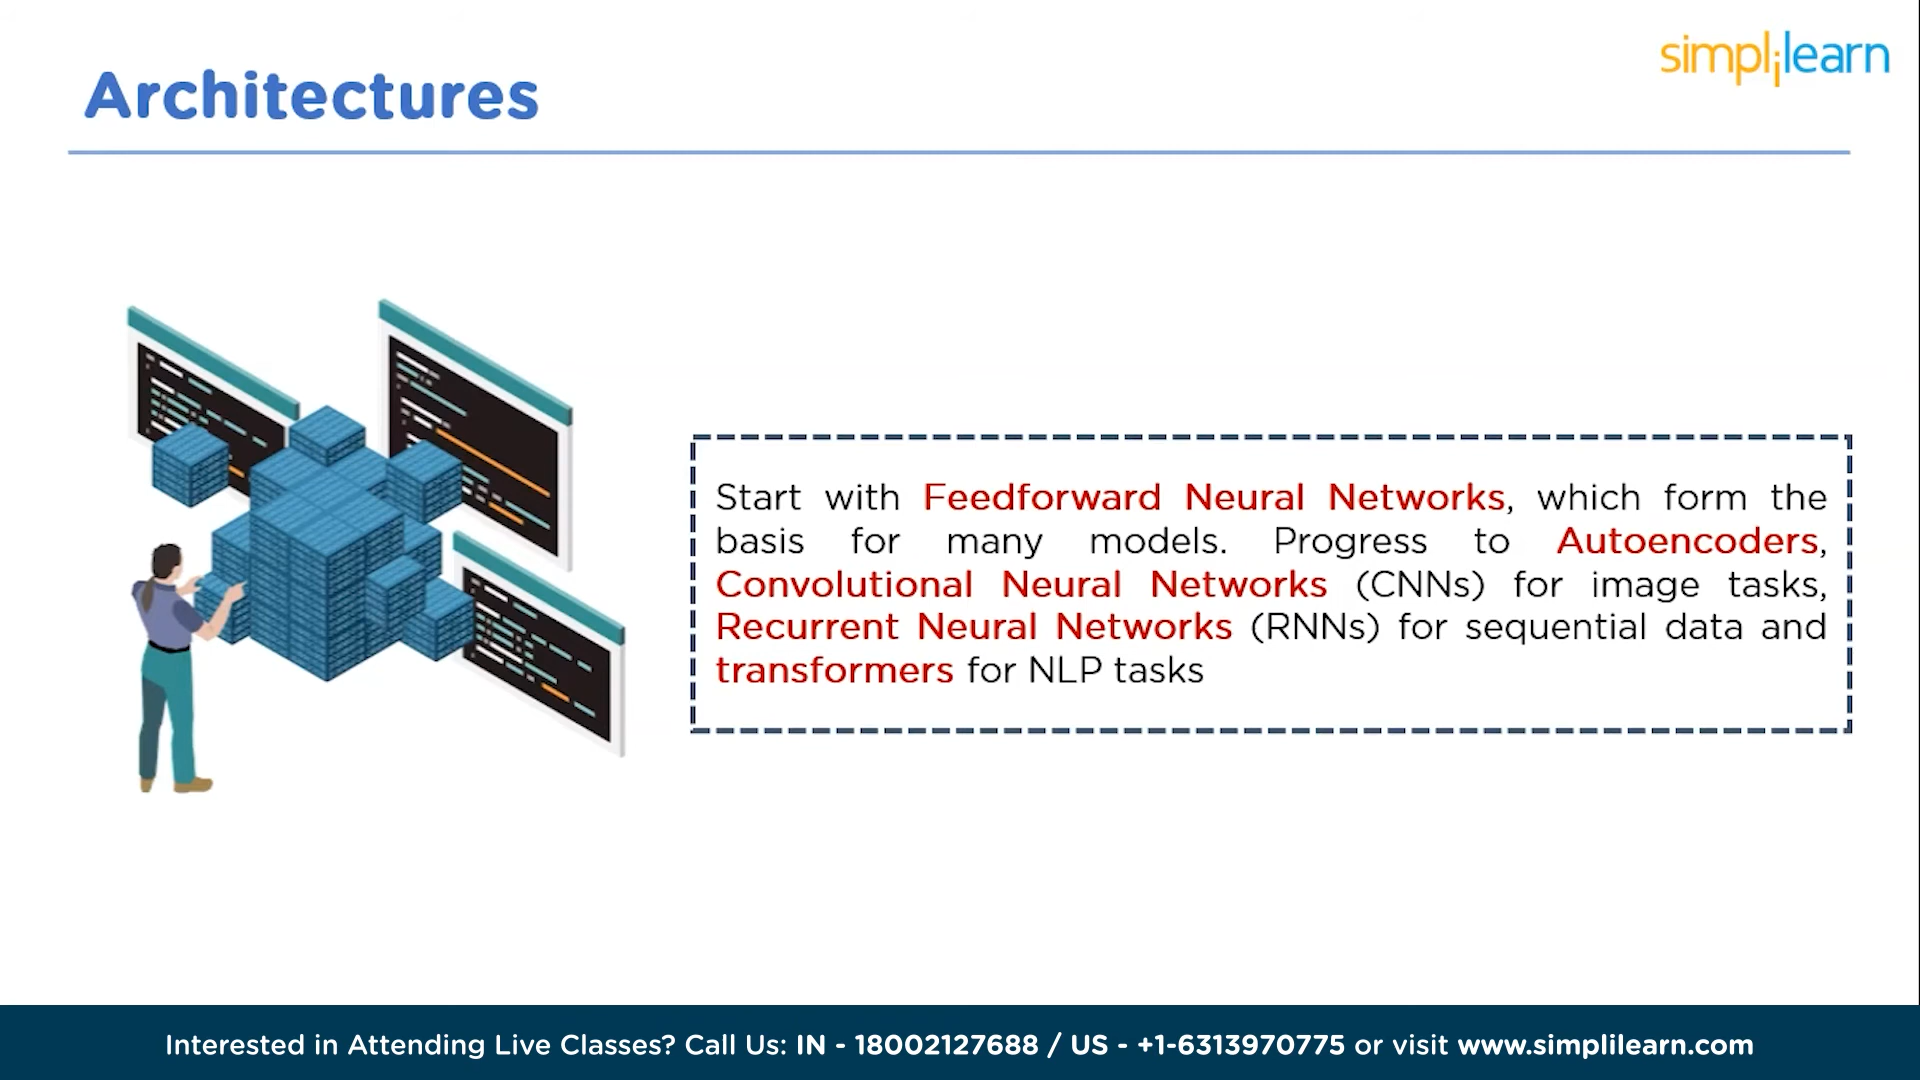 Architectures
simplilearn
Start with Feedforward Neural Networks, which form the
basis for many models. Progress to Autoencoders,
Convolutional Neural Networks (CNNs) for image tasks,
Recurrent Neural Networks (RNNs) for sequential data and
transformers for NLP tasks
Interested in Attending Live Classes? Call Us: IN - 18002127688 / US - +1-6313970775 or visit www.simplilearn.com